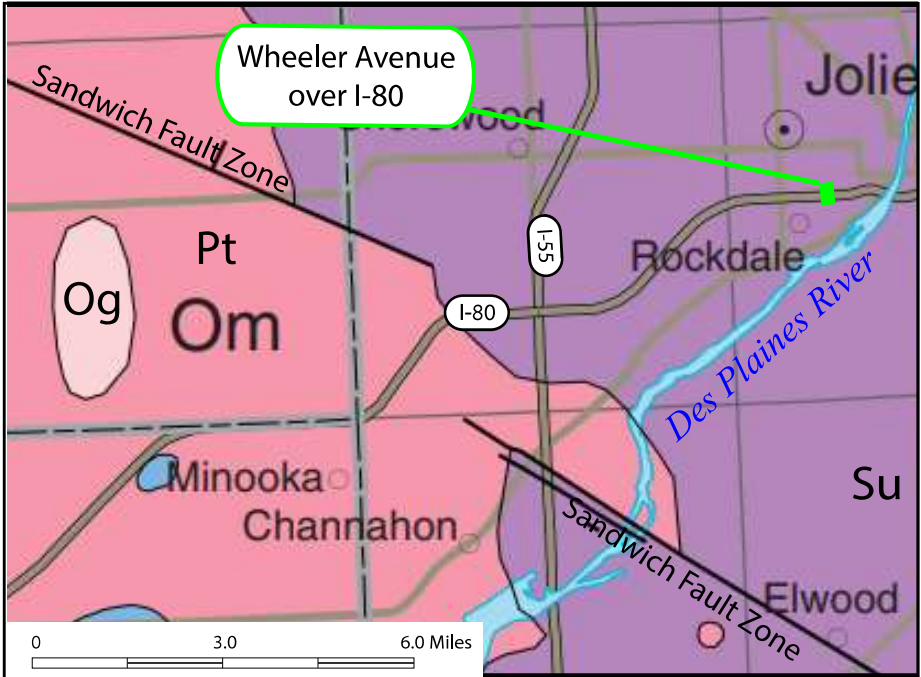 Wheeler Avenue
over I-80
Jolie
Sandwich Fault Zone
Shorewood
Pt
I-55
Rockdale
Og
Om
I-80
Des Plaines River
Minooka
Su
Channahon
Sandwich Fault Zone
Elwood
0 3.0 6.0 Miles